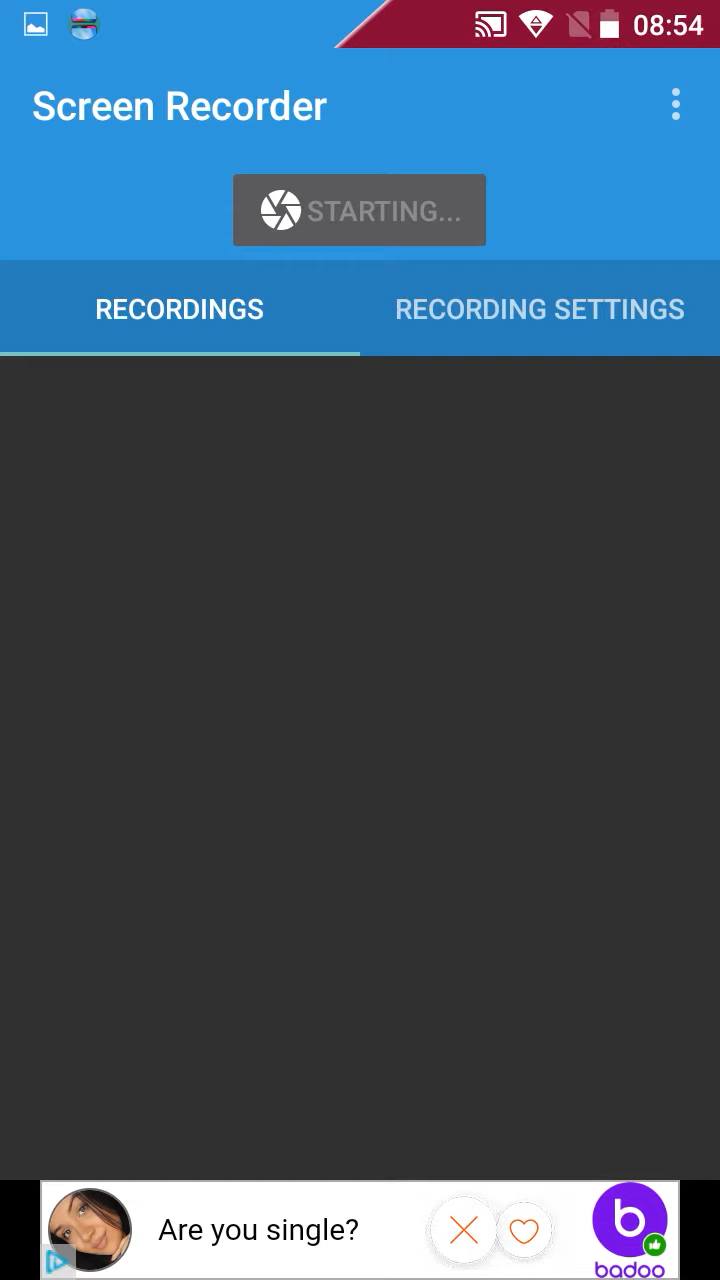 08:54
Screen Recorder
STARTING...
RECORDINGS
RECORDING SETTINGS
Are you single?
badoo